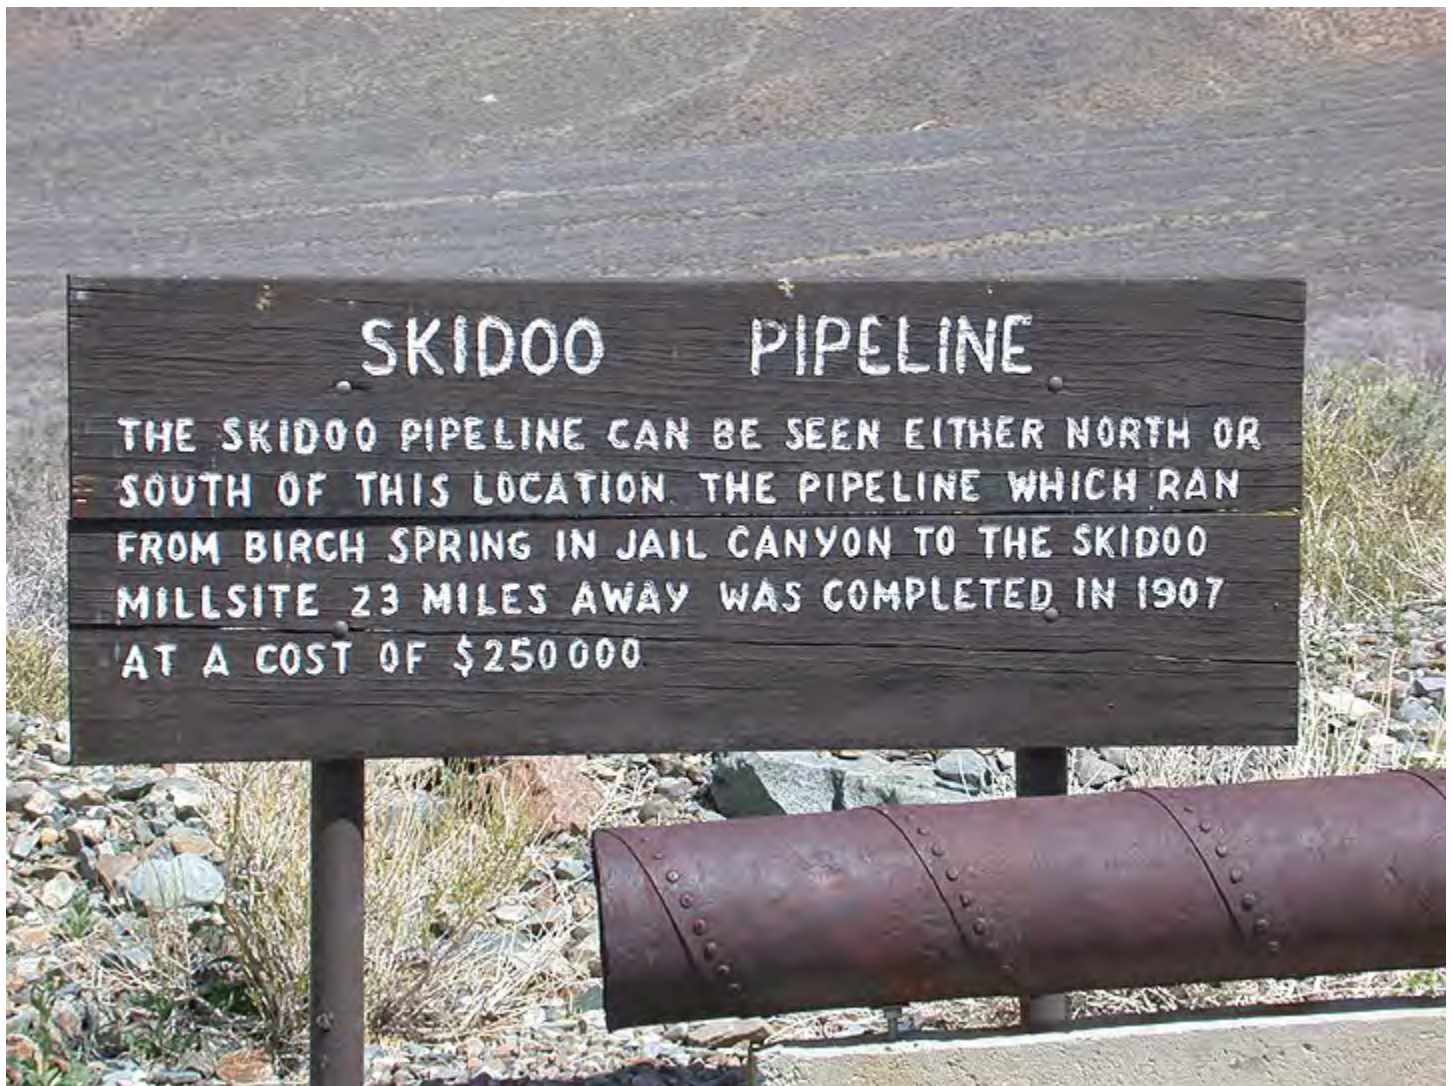 SKIDOO PIPELINE
THE SKIDOO PIPELINE CAN BE SEEN EITHER NORTH OR
SOUTH OF THIS LOCATION. THE PIPELINE WHICH RAN
FROM BIRCH SPRING IN JAIL CANYON TO THE SKIDOO
MILLSITE 23 MILES AWAY WAS COMPLETED IN 1907
AT A COST OF $250000.